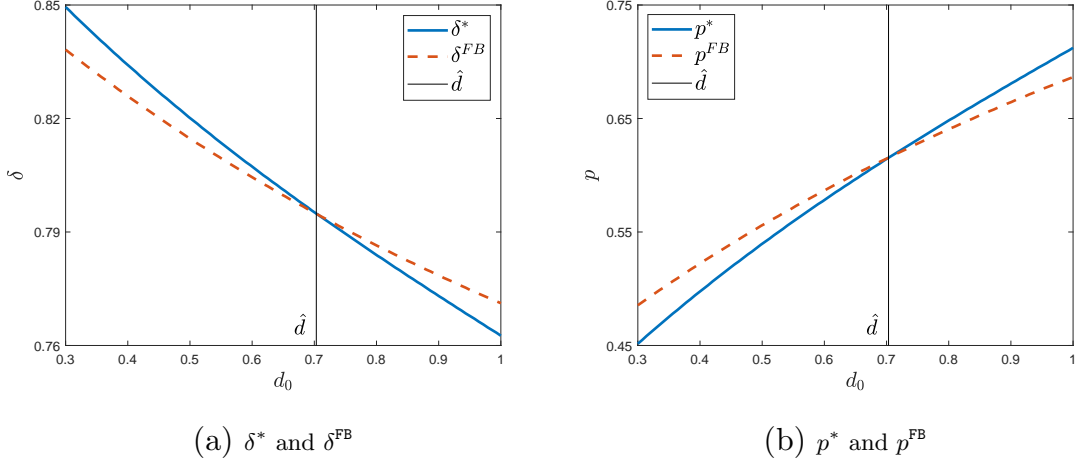 0.85
0.82
0.79
0.76
δ
0.3 0.4 0.5 0.6 0.7 0.8 0.9 1
d₀
δ*
δ^{FB}
d̂
d̂
(a) δ* and δ^{FB}
0.75
0.65
0.55
0.45
p
0.3 0.4 0.5 0.6 0.7 0.8 0.9 1
d₀
p*
p^{FB}
d̂
d̂
(b) p* and p^{FB}